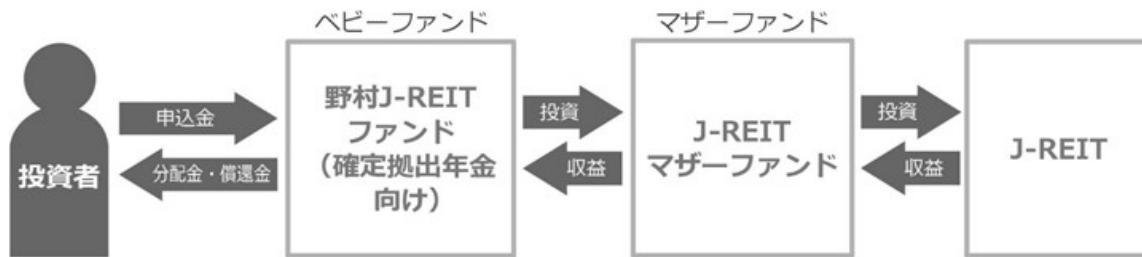 ベビーファンド
マザーファンド
投資者
申込金
分配金・償還金
野村J-REIT
ファンド
（確定拠出年金
向け）
投資
収益
J-REIT
マザーファンド
投資
収益
J-REIT